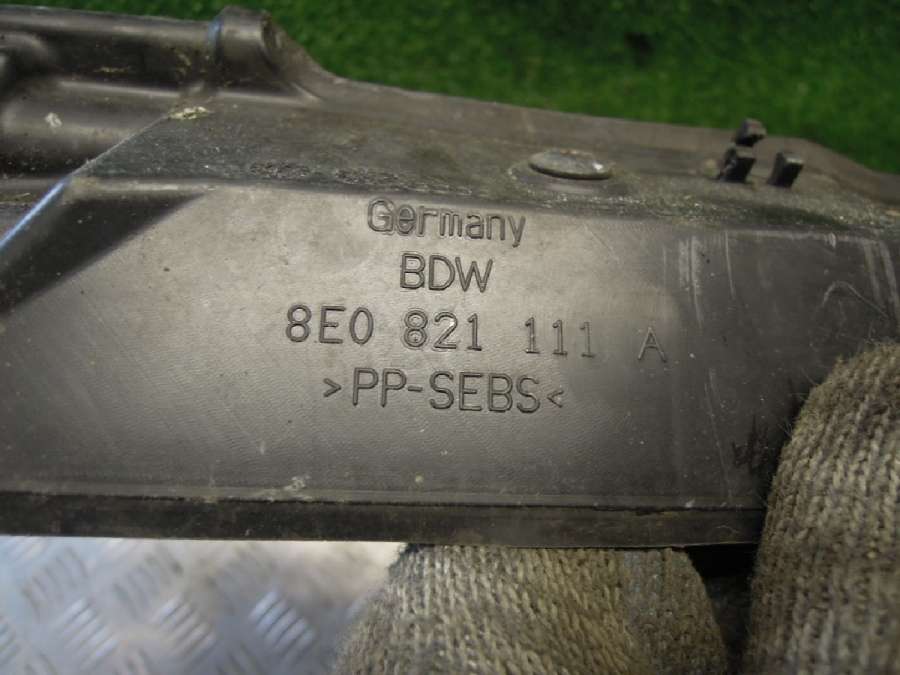 Germany
BDW
8E0 821 111 A
>PP-SEBS<